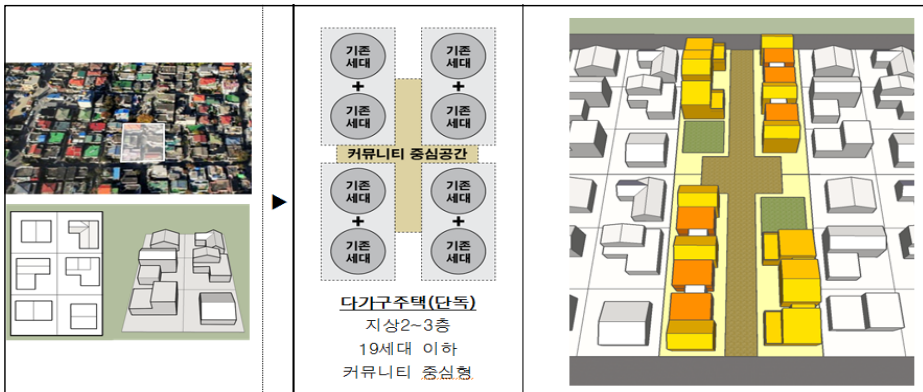 기존 세대
+
기존 세대
기존 세대
+
기존 세대
커뮤니티 중심공간
기존 세대
+
기존 세대
기존 세대
+
기존 세대
다가구주택(단독)
지상2~3층
19세대 이하
커뮤니티 중심형